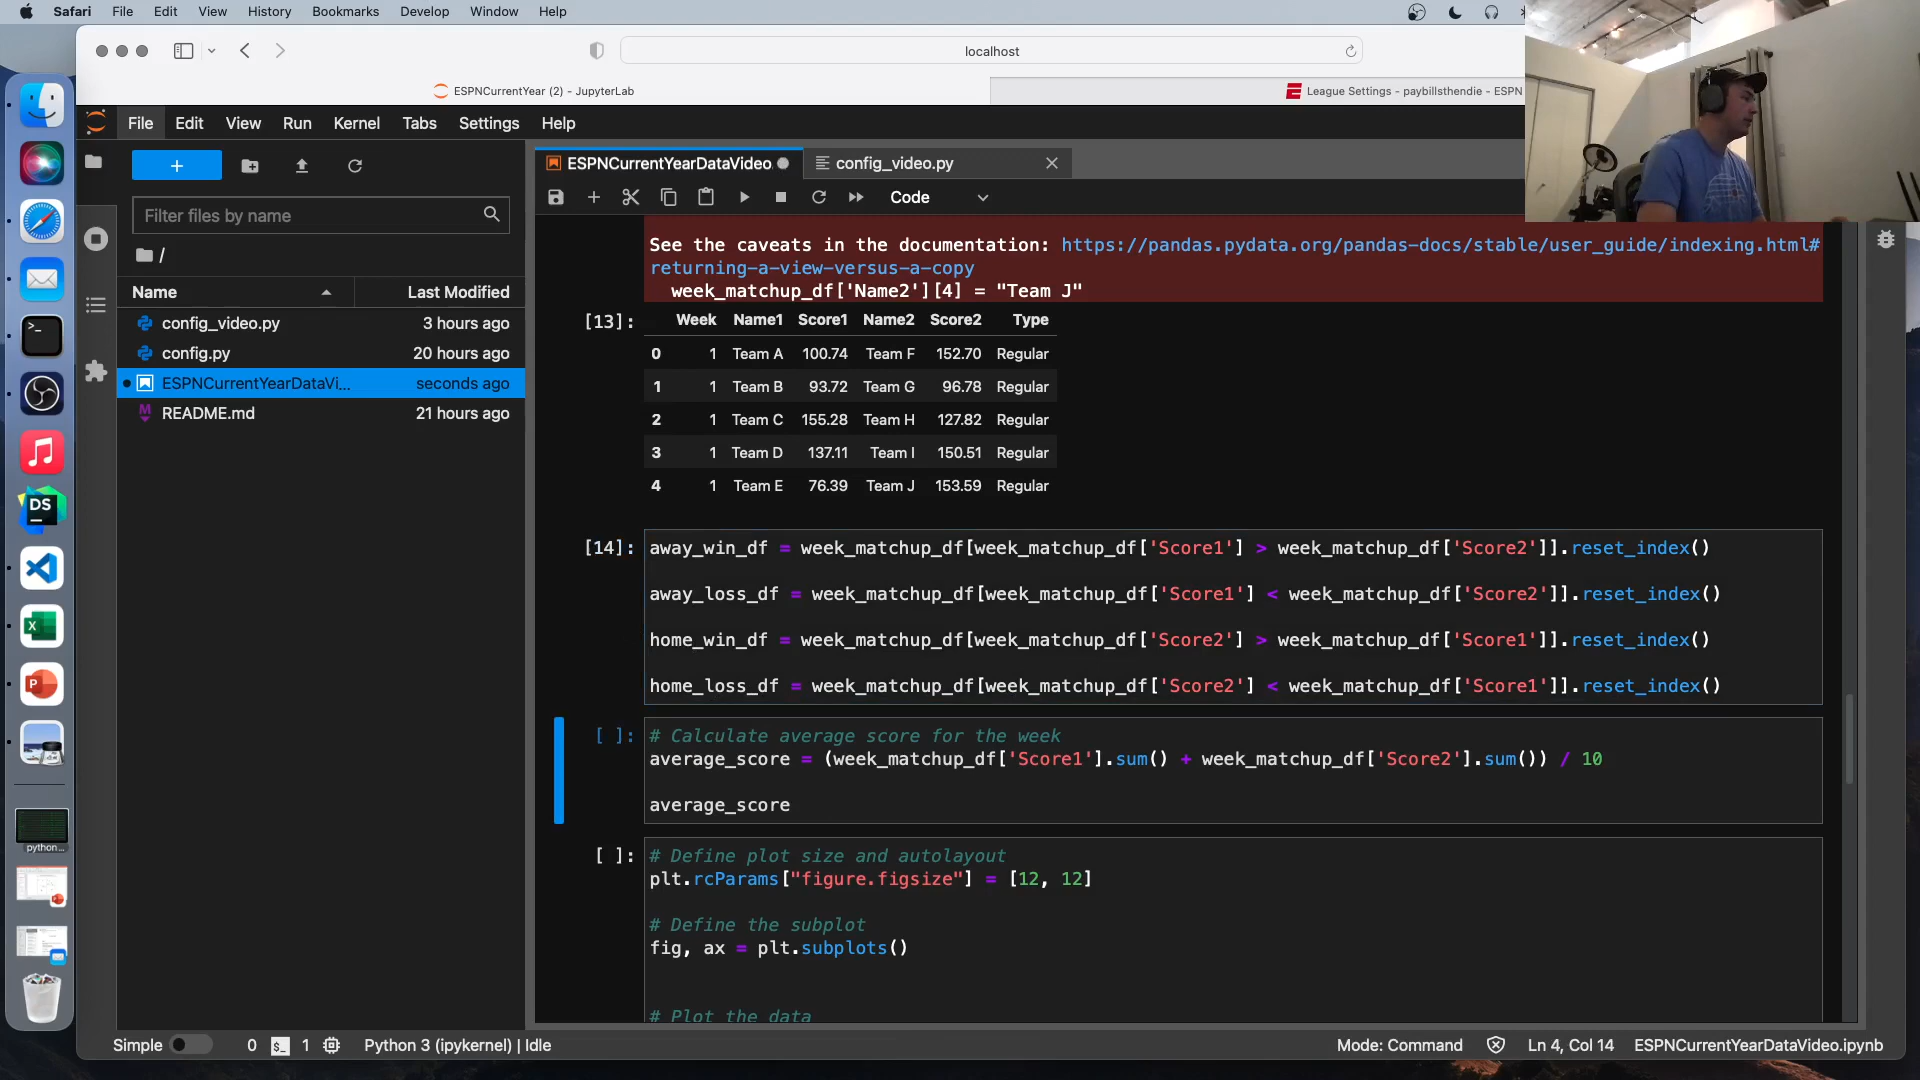 Safari File Edit View History Bookmarks Develop Window Help
localhost
ESPNCurrentYear (2) - JupyterLab
League Settings - paybillsthendie - ESPN
File Edit View Run Kernel Tabs Settings Help
+
Filter files by name
/
Name Last Modified
config_video.py 3 hours ago
config.py 20 hours ago
ESPNCurrentYearDataVi... seconds ago
README.md 21 hours ago
ESPNCurrentYearDataVideo
config_video.py
Code
See the caveats in the documentation: https://pandas.pydata.org/pandas-docs/stable/user_guide/indexing.html#
returning-a-view-versus-a-copy
week_matchup_df['Name2'][4] = "Team J"
[13]:
Week Name1 Score1 Name2 Score2 Type
0 1 Team A 100.74 Team F 152.70 Regular
1 1 Team B 93.72 Team G 96.78 Regular
2 1 Team C 155.28 Team H 127.82 Regular
3 1 Team D 137.11 Team I 150.51 Regular
4 1 Team E 76.39 Team J 153.59 Regular
[14]: away_win_df = week_matchup_df[week_matchup_df['Score1'] > week_matchup_df['Score2']].reset_index()
away_loss_df = week_matchup_df[week_matchup_df['Score1'] < week_matchup_df['Score2']].reset_index()
home_win_df = week_matchup_df[week_matchup_df['Score2'] > week_matchup_df['Score1']].reset_index()
home_loss_df = week_matchup_df[week_matchup_df['Score2'] < week_matchup_df['Score1']].reset_index()
[ ]: # Calculate average score for the week
average_score = (week_matchup_df['Score1'].sum() + week_matchup_df['Score2'].sum()) / 10
average_score
[ ]: # Define plot size and autolayout
plt.rcParams["figure.figsize"] = [12, 12]
# Define the subplot
fig, ax = plt.subplots()
# Plot the data
DS
python...
Simple 0 1 Python 3 (ipykernel) | Idle
Mode: Command Ln 4, Col 14 ESPNCurrentYearDataVideo.ipynb